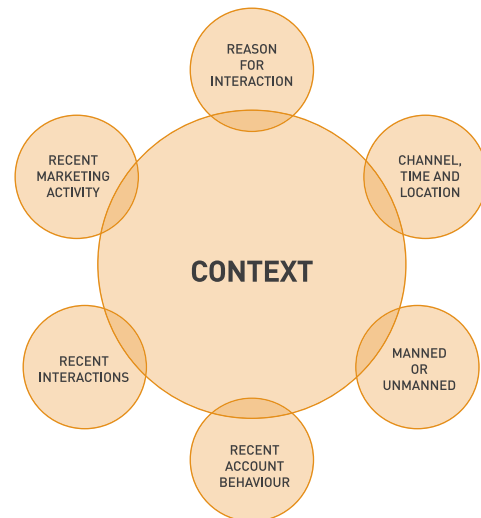 REASON
FOR
INTERACTION
RECENT
MARKETING
ACTIVITY
CHANNEL,
TIME AND
LOCATION
CONTEXT
RECENT
INTERACTIONS
MANNED
OR
UNMANNED
RECENT
ACCOUNT
BEHAVIOUR